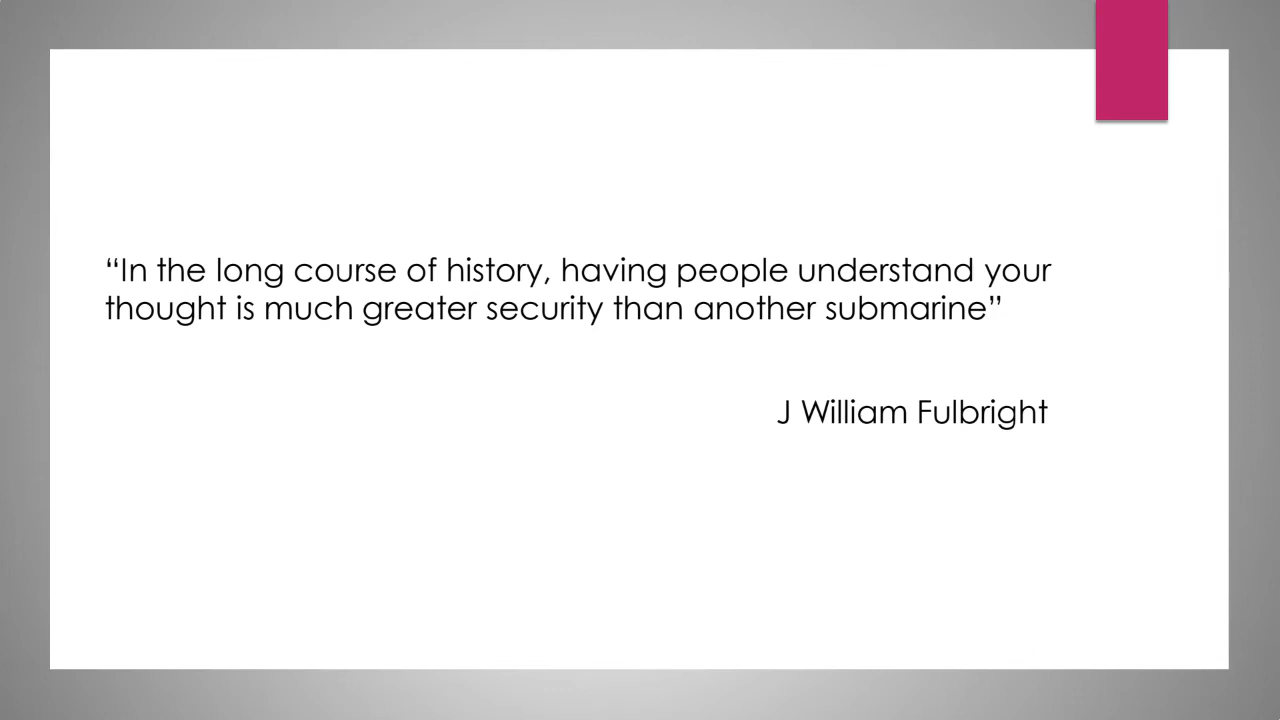 “In the long course of history, having people understand your
thought is much greater security than another submarine”
J William Fulbright